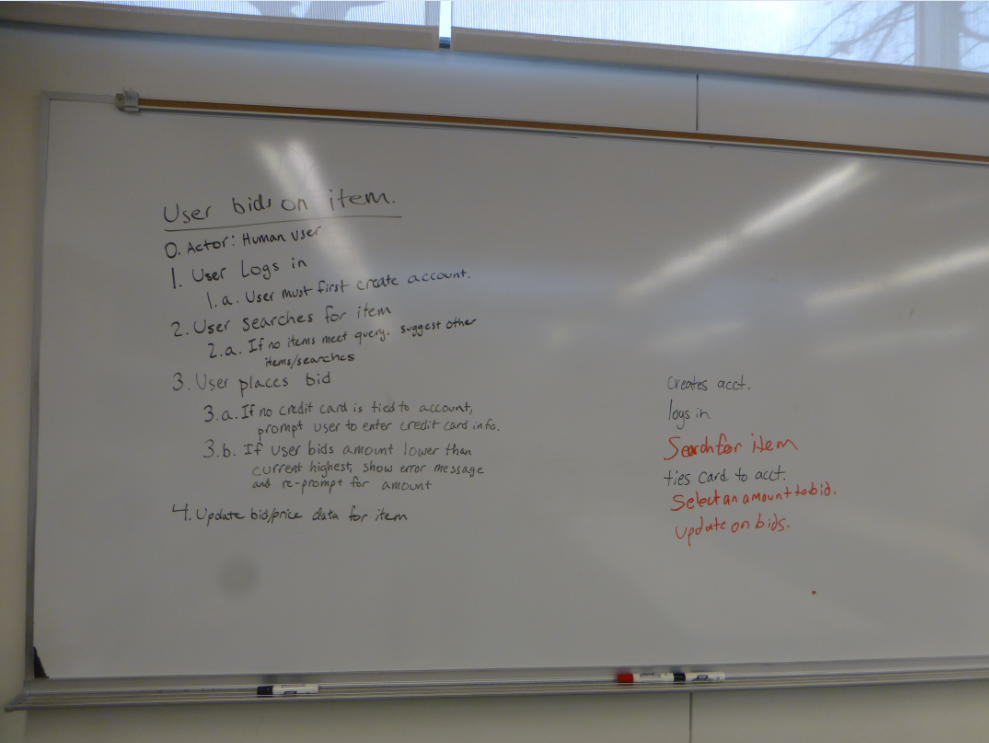 User bids on item.
0. Actor: Human user
1. User Logs in
1.a. User must first create account.
2. User searches for item
2.a. If no items meet query, suggest other
items/searches
3. User places bid
3.a. If no credit card is tied to account,
prompt user to enter credit card info.
3.b. If user bids amount lower than
current highest, show error message
and re-prompt for amount
4. Update bid/price data for item
Creates acct.
logs in
Search for item
ties card to acct.
Select an amount to bid.
update on bids.